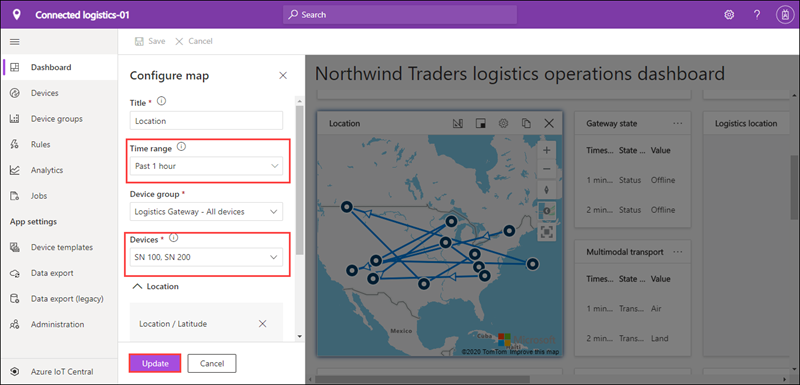 Connected logistics-01
Search
Save Cancel
Dashboard
Devices
Device groups
Rules
Analytics
Jobs
App settings
Device templates
Data export
Data export (legacy)
Administration
Azure IoT Central
Configure map
Title *
Location
Time range
Past 1 hour
Device group *
Logistics Gateway - All devices
Devices *
SN 100, SN 200
Location
Location / Latitude
Update Cancel
Northwind Traders logistics operations dashboard
Location
Mexico
Cuba
©2020 TomTom Improve this map
Gateway state ...
Times... State ... Value
1 min... Status Offline
2 min... Status Offline
Multimodal transport ...
Times... State ... Value
1 min... Trans... Air
2 min... Trans... Land
Logistics location